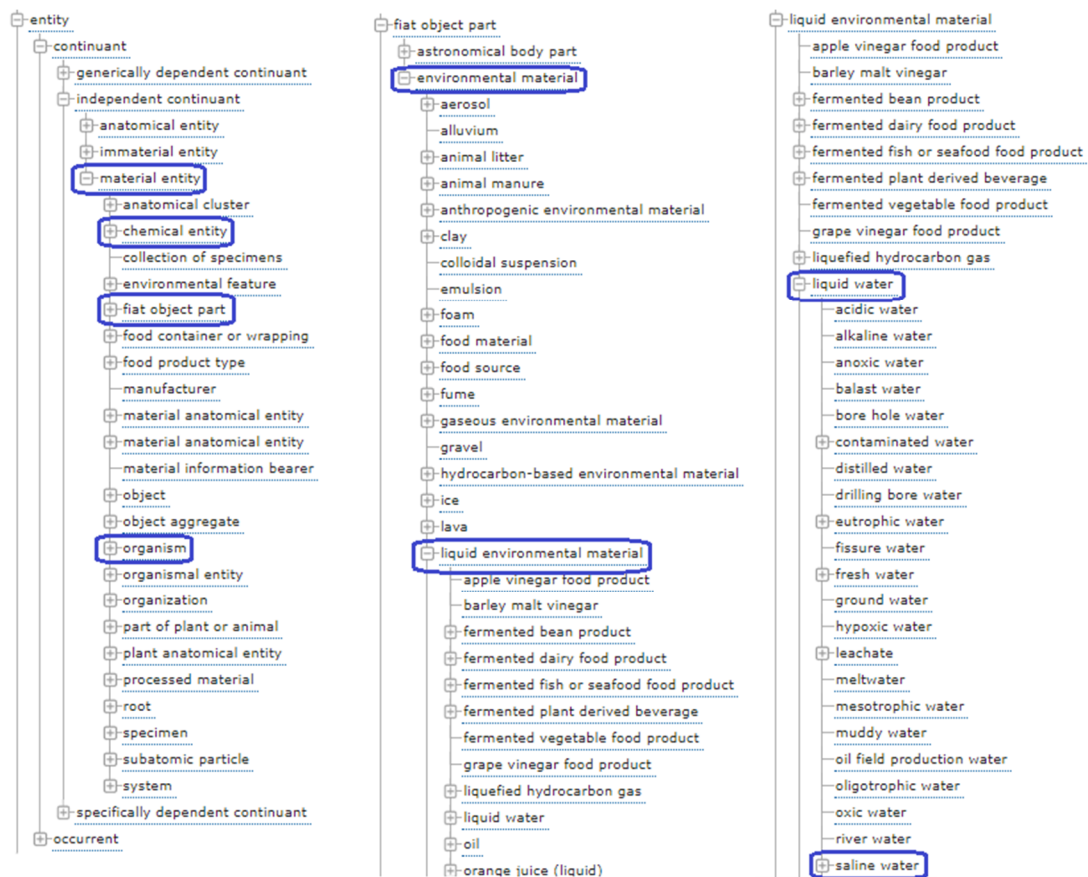 entity
continuant
generically dependent continuant
independent continuant
anatomical entity
immaterial entity
material entity
anatomical cluster
chemical entity
collection of specimens
environmental feature
fiat object part
food container or wrapping
food product type
manufacturer
material anatomical entity
material anatomical entity
material information bearer
object
object aggregate
organism
organismal entity
organization
part of plant or animal
plant anatomical entity
processed material
root
specimen
subatomic particle
system
specifically dependent continuant
occurrent
fiat object part
astronomical body part
environmental material
aerosol
alluvium
animal litter
animal manure
anthropogenic environmental material
clay
colloidal suspension
emulsion
foam
food material
food source
fume
gaseous environmental material
gravel
hydrocarbon-based environmental material
ice
lava
liquid environmental material
apple vinegar food product
barley malt vinegar
fermented bean product
fermented dairy food product
fermented fish or seafood food product
fermented plant derived beverage
fermented vegetable food product
grape vinegar food product
liquefied hydrocarbon gas
liquid water
oil
orange juice (liquid)
liquid environmental material
apple vinegar food product
barley malt vinegar
fermented bean product
fermented dairy food product
fermented fish or seafood food product
fermented plant derived beverage
fermented vegetable food product
grape vinegar food product
liquefied hydrocarbon gas
liquid water
acidic water
alkaline water
anoxic water
balast water
bore hole water
contaminated water
distilled water
drilling bore water
eutrophic water
fissure water
fresh water
ground water
hypoxic water
leachate
meltwater
mesotrophic water
muddy water
oil field production water
oligotrophic water
oxic water
river water
saline water